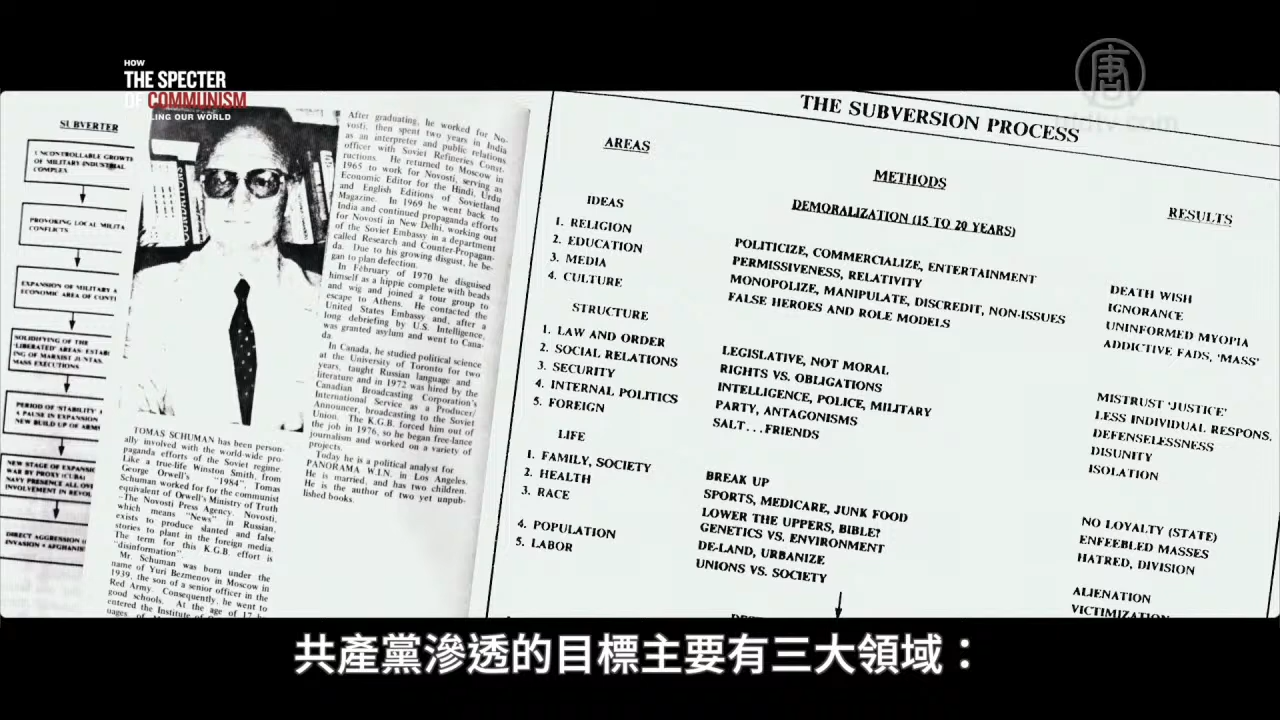 HOW
THE SPECTER
OF COMMUNISM
LING OUR WORLD
唐
ntdtv.com
SUBVERTER
UNCONTROLLABLE GROWTH
OF MILITARY-INDUSTRIAL
COMPLEX
PROVOKING LOCAL MILITA
CONFLICTS
EXPANSION OF MILITARY A
ECONOMIC AREA OF CONT
SOLIDIFYING OF THE
'LIBERATED' AREAS: ESTAB
ING OF MARXIST JUNTAS,
MASS EXECUTIONS
PERIOD OF 'STABILITY'
A PAUSE IN EXPANSION
NEW BUILD UP OF ARM
NEW STAGE OF EXPANSI
WAR BY PROXY (CUBA)
NAVY PRESENCE ALL OV
INVOLVEMENT IN REVOL
DIRECT AGGRESSION
INVASION AFGHANI
TOMAS SCHUMAN has been person-
ally involved with the world-wide pro-
paganda efforts of the Soviet regime.
Like a true-life Winston Smith, from
George Orwell's "1984", Tomas
Schuman worked for the communist
equivalent of Orwell's Ministry of Truth
-The Novosti Press Agency. Novosti,
which means "News" in Russian,
exists to produce slanted and false
stories to plant in the foreign media.
The term for this K.G.B. effort is
"disinformation".
Mr. Schuman was born under the
name of Yuri Bezmenov in Moscow in
1939, the son of a senior officer in the
Red Army. Consequently, he went to
good schools. At the age of 17 he
entered the Institute of
After graduating, he worked for No-
vosti, then spent two years in India
as an interpreter and public relations
officer with Soviet Refineries Const-
ructions. He returned to Moscow in
1965 to work for Novosti, serving as
Economic Editor for the Hindi, Urdu
and English Editions of Sovietland
Magazine. In 1969 he went back to
India and continued propaganda efforts
for Novosti in New Delhi, working out
of the Soviet Embassy in a department
called Research and Counter-Propagan-
da. Due to his growing disgust, he be-
gan to plan defection.
In February of 1970 he disguised
himself as a hippie complete with beads
and wig and joined a tour group to
escape to Athens. He contacted the
United States Embassy and, after a
long debriefing by U.S. Intelligence,
was granted asylum and went to Cana-
da.
In Canada, he studied political science
at the University of Toronto for two
years, taught Russian language and
literature and in 1972 was hired by the
Canadian Broadcasting Corporation's
International Service as a Producer/
Announcer, broadcasting to the Soviet
Union. The K.G.B. forced him out of
the job in 1976, so he began free-lance
journalism and worked on a variety of
projects.
Today he is a political analyst for
PANORAMA W.I.N. in Los Angeles.
He is married, and has two children.
He is the author of two yet unpub-
lished books.
THE SUBVERSION PROCESS
AREAS
METHODS
RESULTS
IDEAS
DEMORALIZATION (15 TO 20 YEARS)
1. RELIGION
POLITICIZE, COMMERCIALIZE, ENTERTAINMENT
DEATH WISH
2. EDUCATION
PERMISSIVENESS, RELATIVITY
IGNORANCE
3. MEDIA
MONOPOLIZE, MANIPULATE, DISCREDIT, NON-ISSUES
UNINFORMED MYOPIA
4. CULTURE
FALSE HEROES AND ROLE MODELS
ADDICTIVE FADS, 'MASS'
STRUCTURE
1. LAW AND ORDER
LEGISLATIVE, NOT MORAL
MISTRUST 'JUSTICE'
2. SOCIAL RELATIONS
RIGHTS VS. OBLIGATIONS
LESS INDIVIDUAL RESPONS.
3. SECURITY
INTELLIGENCE, POLICE, MILITARY
DEFENSELESSNESS
4. INTERNAL POLITICS
PARTY, ANTAGONISMS
DISUNITY
5. FOREIGN
SALT...FRIENDS
ISOLATION
LIFE
1. FAMILY, SOCIETY
BREAK UP
NO LOYALTY (STATE)
2. HEALTH
SPORTS, MEDICARE, JUNK FOOD
ENFEEBLED MASSES
3. RACE
LOWER THE UPPERS, BIBLE?
GENETICS VS. ENVIRONMENT
HATRED, DIVISION
4. POPULATION
DE-LAND, URBANIZE
ALIENATION
5. LABOR
UNIONS VS. SOCIETY
VICTIMIZATION
共產黨滲透的目標主要有三大領域：